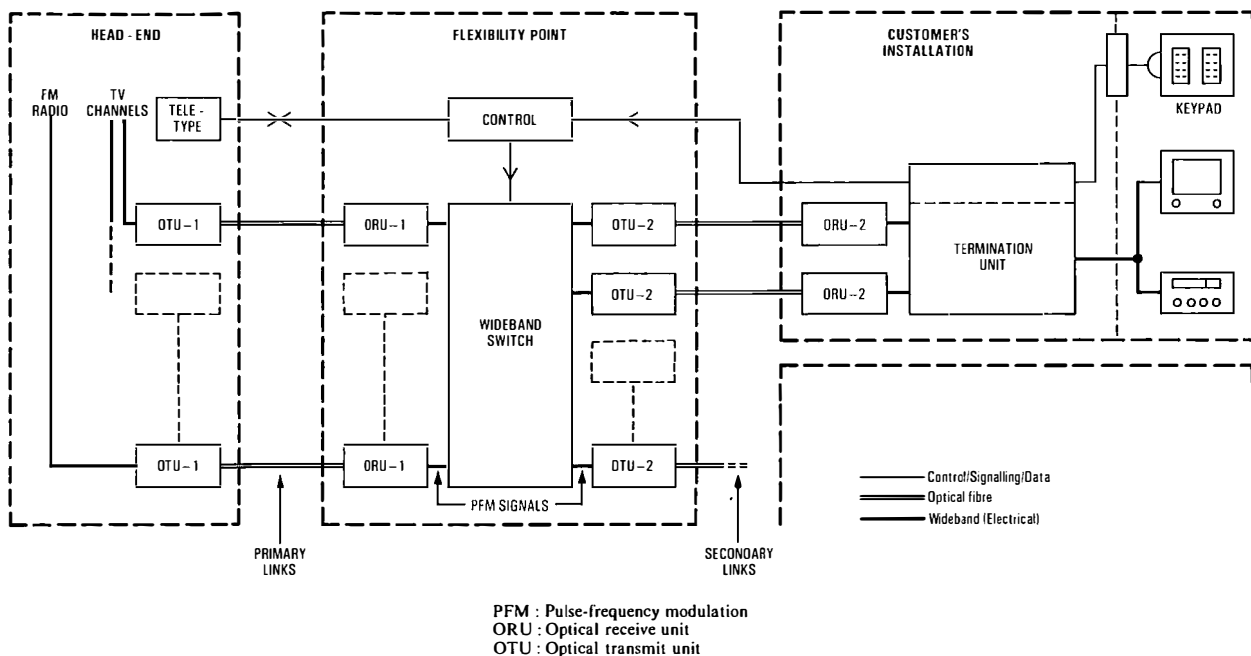 HEAD - END
FLEXIBILITY POINT
CUSTOMER'S
INSTALLATION
FM
RADIO
TV
CHANNELS
TELE -
TYPE
CONTROL
KEYPAD
OTU-1
ORU-1
OTU-2
ORU-2
TERMINATION
UNIT
OTU-2
ORU-2
WIDEBAND
SWITCH
OTU-1
ORU-1
DTU-2
PFM SIGNALS
Control/Signalling/Data
Optical fibre
Wideband (Electrical)
PRIMARY
LINKS
SECONOARY
LINKS
PFM : Pulse-frequency modulation
ORU : Optical receive unit
OTU : Optical transmit unit